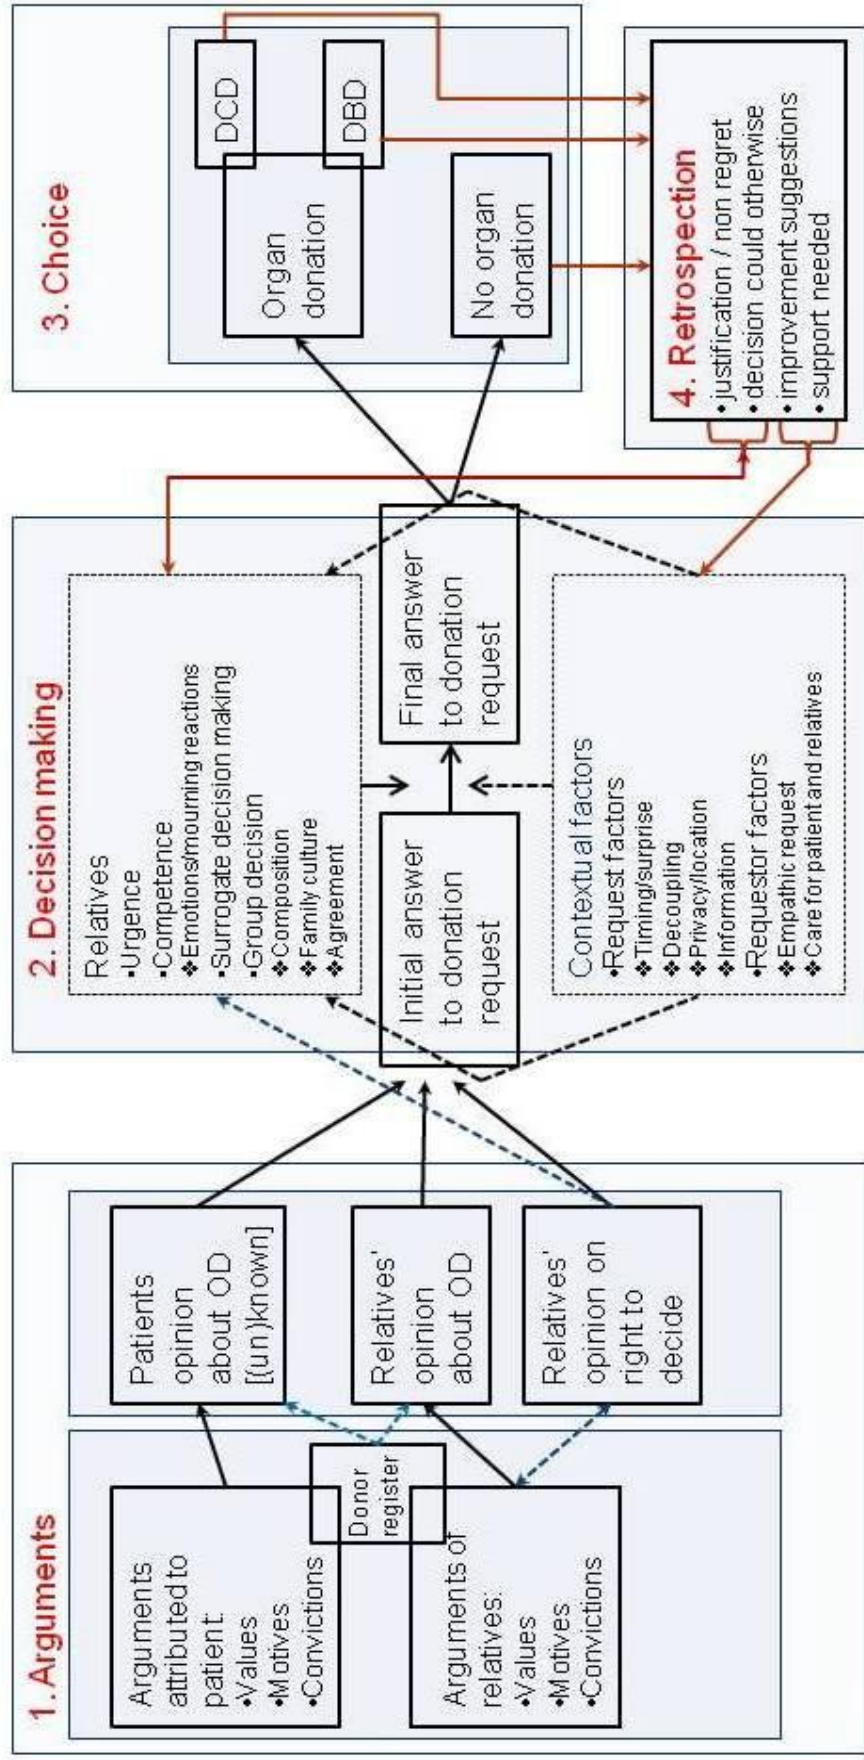 1. Arguments
Arguments
attributed to
patient:
•Values
•Motives
•Convictions
Donor
register
Arguments of
relatives:
•Values
•Motives
•Convictions
Patients
opinion
about OD
[(un)known]
Relatives'
opinion
about OD
Relatives'
opinion on
right to
decide
2. Decision making
Relatives
•Urgence
•Competence
❖Emotions/mourning reactions
•Surrogate decision making
•Group decision
❖Composition
❖Family culture
❖Agreement
Initial answer
to donation
request
Final answer
to donation
request
Contextual factors
•Request factors
❖Timing/surprise
❖Decoupling
❖Privacy/location
❖Information
•Requestor factors
❖Empathic request
❖Care for patient and relatives
3. Choice
Organ
donation
DCD
DBD
No organ
donation
4. Retrospection
•justification / non regret
•decision could otherwise
•improvement suggestions
•support needed